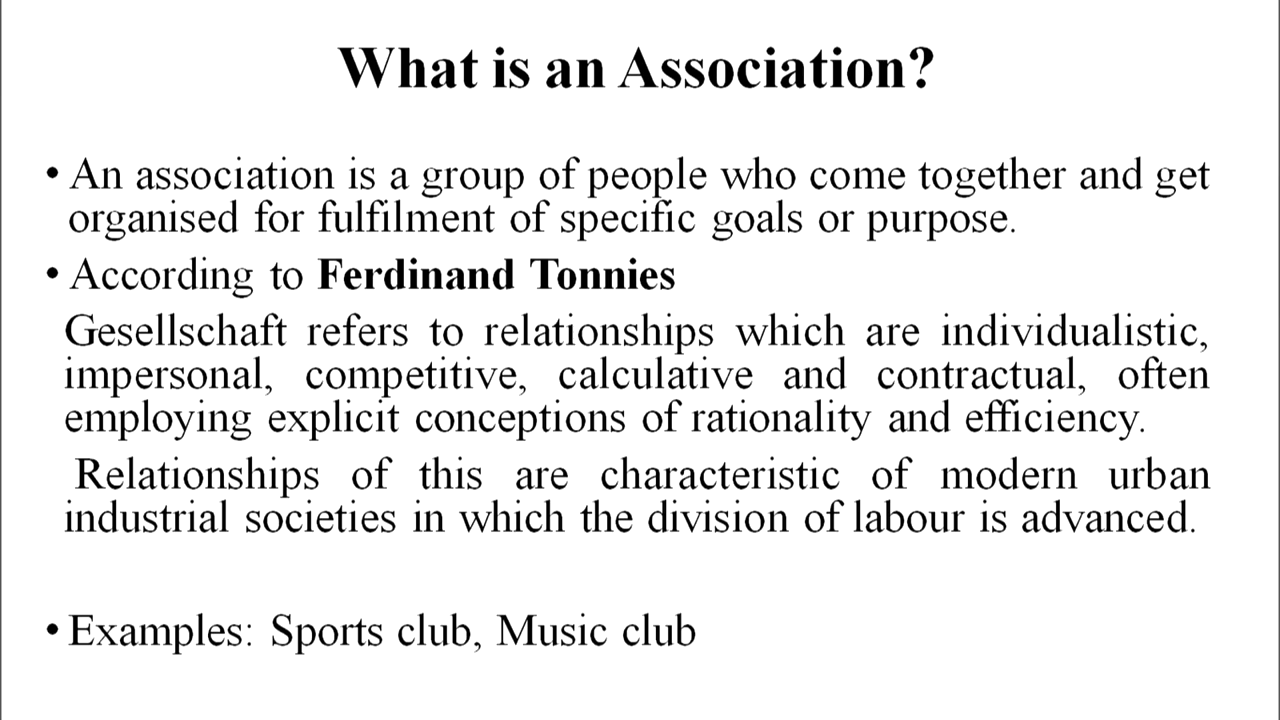 What is an Association?
• An association is a group of people who come together and get
organised for fulfilment of specific goals or purpose.
• According to Ferdinand Tonnies
Gesellschaft refers to relationships which are individualistic,
impersonal, competitive, calculative and contractual, often
employing explicit conceptions of rationality and efficiency.
Relationships of this are characteristic of modern urban
industrial societies in which the division of labour is advanced.
• Examples: Sports club, Music club